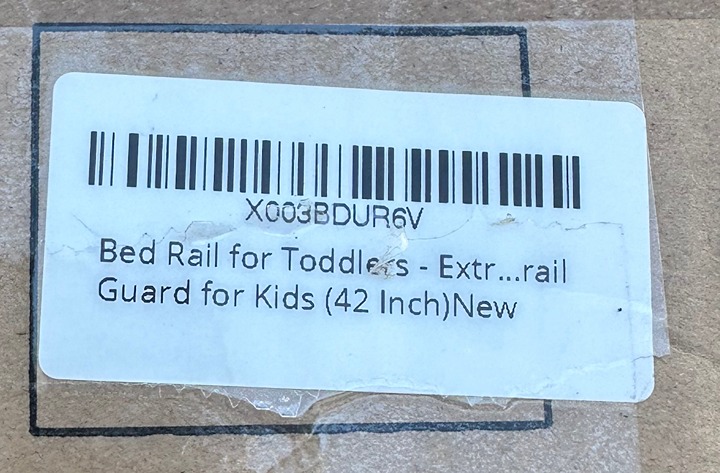 X003BDUR6V
Bed Rail for Toddlers - Extr...rail
Guard for Kids (42 Inch)New